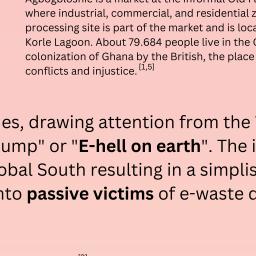 Agbogbloshie is a market at the informal Old F
where industrial, commercial, and residential z
processing site is part of the market and is loca
Korle Lagoon. About 79.684 people live in the
colonization of Ghana by the British, the place
conflicts and injustice. [1,5]
es, drawing attention from the
ump" or "E-hell on earth". The i
obal South resulting in a simplis
nto passive victims of e-waste